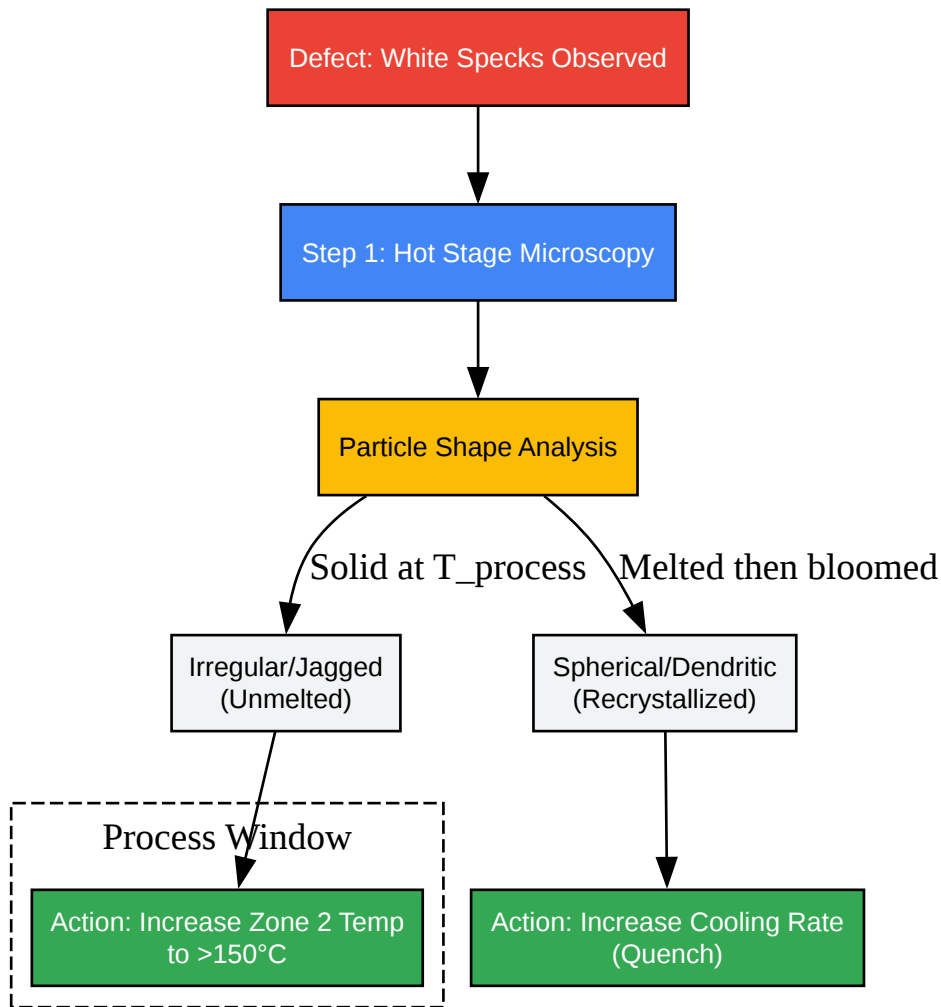 Defect: White Specks Observed
Step 1: Hot Stage Microscopy
Particle Shape Analysis
Solid at T_process
Melted then bloomed
Irregular/Jagged
(Unmelted)
Spherical/Dendritic
(Recrystallized)
Process Window
Action: Increase Zone 2 Temp
to >150°C
Action: Increase Cooling Rate
(Quench)